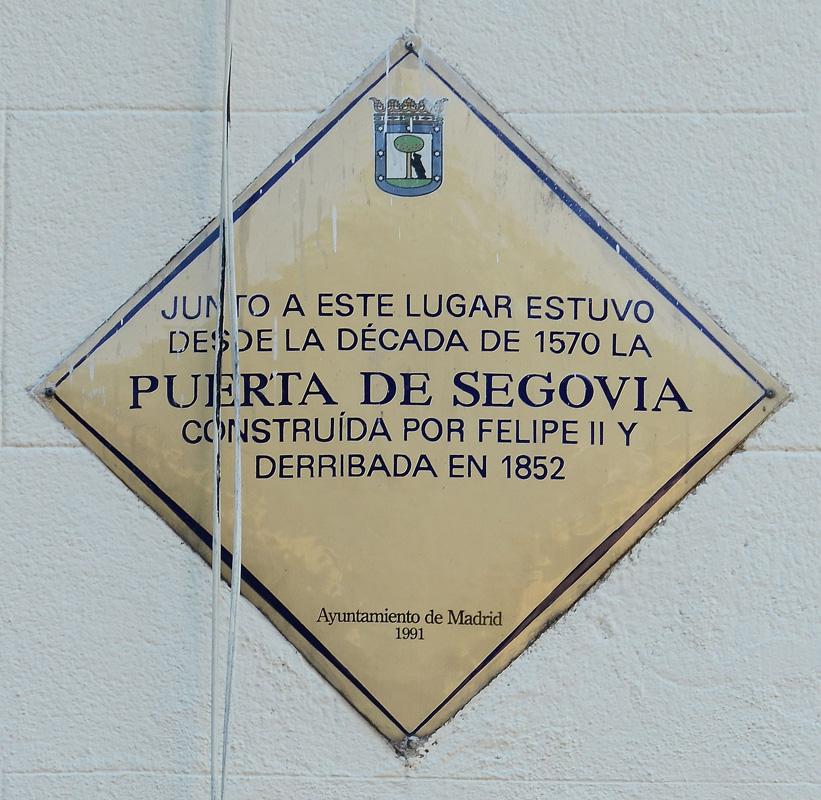 JUNTO A ESTE LUGAR ESTUVO
DESDE LA DÉCADA DE 1570 LA
PUERTA DE SEGOVIA
CONSTRUÍDA POR FELIPE II Y
DERRIBADA EN 1852
Ayuntamiento de Madrid
1991